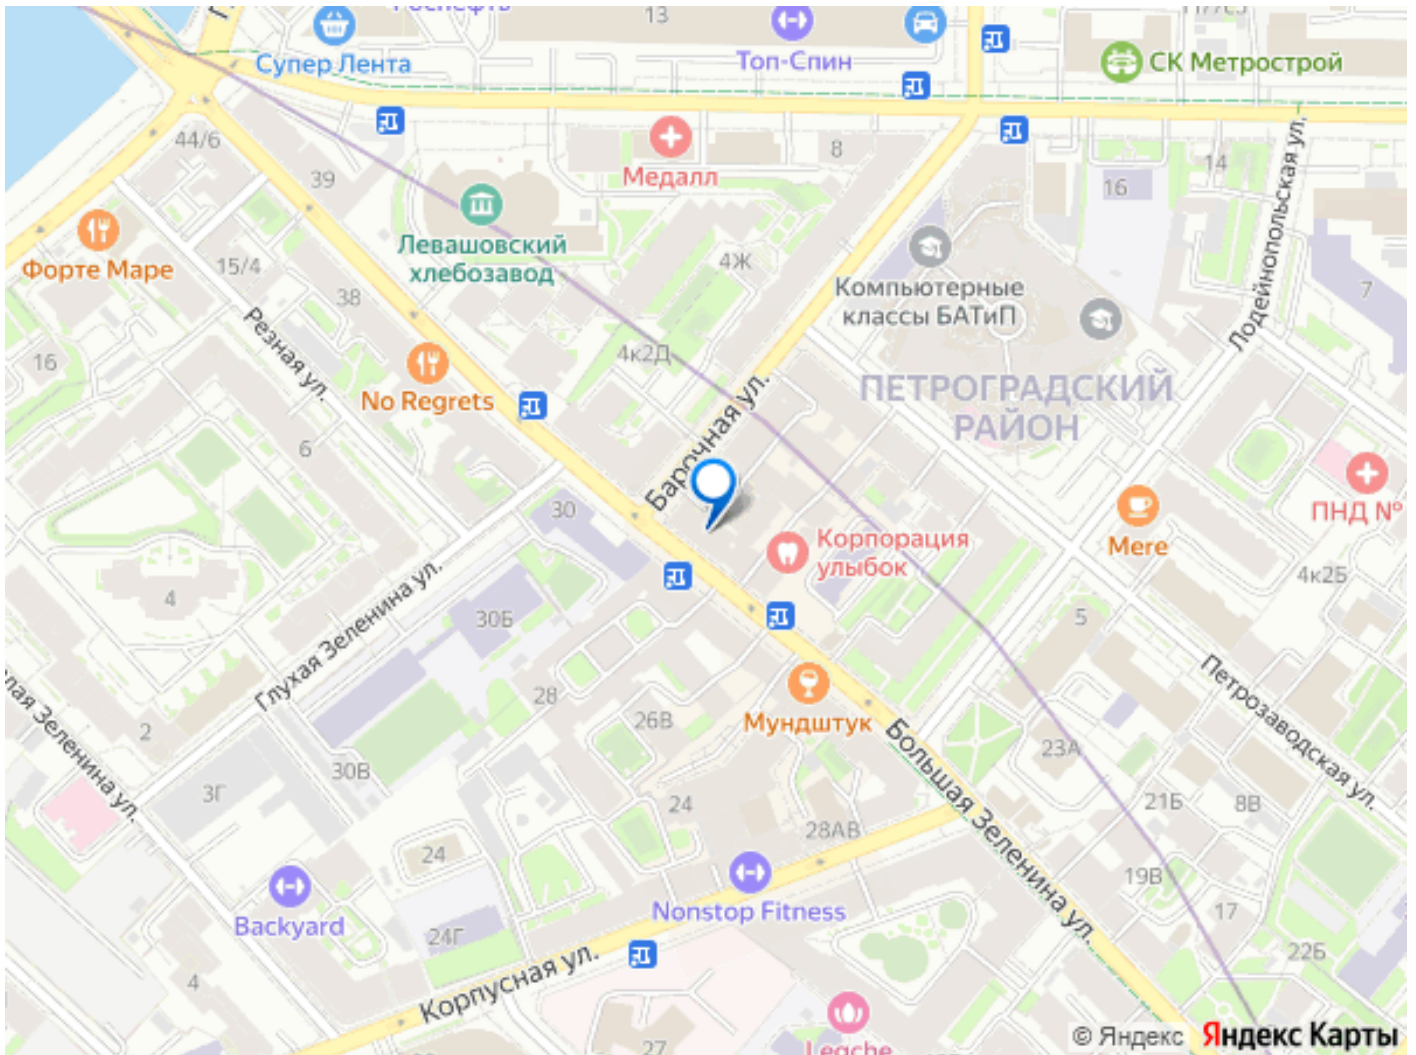 13
Супер Лента
Топ-Спин
СК Метрострой
44/6
39
Медалл
8
14
16
Лодейнопольская ул.
Форте Маре
Левашовский
хлебозавод
15/4
4Ж
38
Компьютерные
классы БАТиП
7
Резная ул.
4к2Д
16
No Regrets
ПЕТРОГРАДСКИЙ
РАЙОН
Барочная ул.
6
30
ПНД №
Mere
Корпорация
улыбок
4к2Б
4
Глухая Зеленина ул.
30Б
5
28
26В
Мундштук
Петрозаводская ул.
лая Зеленина ул.
2
23А
30В
3Г
Большая Зеленина ул.
24
28АВ
21Б
8В
24
19В
Backyard
Nonstop Fitness
17
24Г
22Б
4
Корпусная ул.
27
Legche
© Яндекс Яндекс Карты